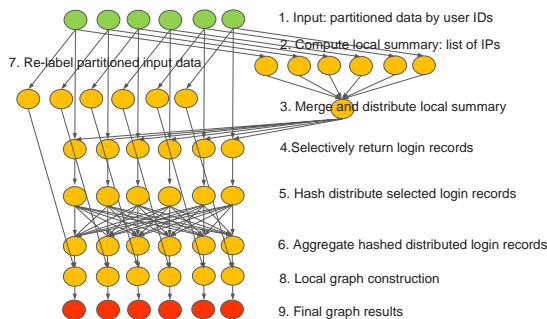 1. Input: partitioned data by user IDs
2. Compute local summary: list of IPs
7. Re-label partitioned input data
3. Merge and distribute local summary
4.Selectively return login records
5. Hash distribute selected login records
6. Aggregate hashed distributed login records
8. Local graph construction
9. Final graph results